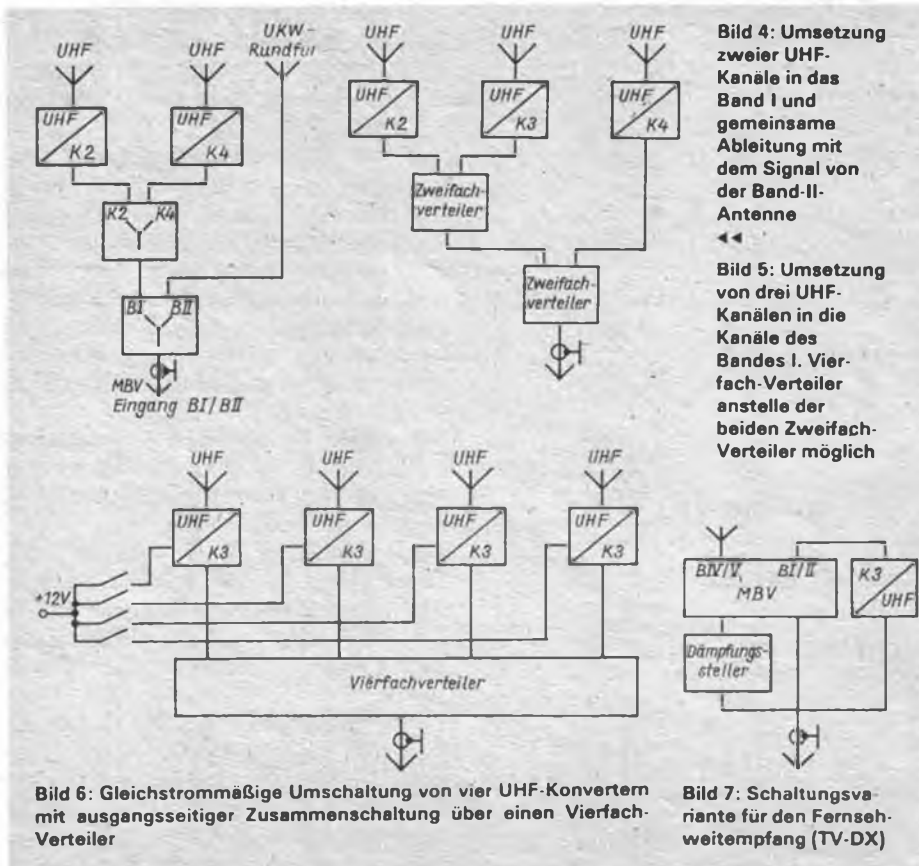 UHF
UHF
UKW-
Rundfur
UHF
K2
UHF
K4
K2 K4
BI BII
MBV
Eingang BI/BII
UHF
UHF
UHF
UHF
K2
UHF
K3
UHF
K4
Zweifach-
verteiler
Zweifach-
verteiler
Bild 4: Umsetzung
zweier UHF-
Kanäle in das
Band I und
gemeinsame
Ableitung mit
dem Signal von
der Band-II-
Antenne
◄◄
Bild 5: Umsetzung
von drei UHF-
Kanälen in die
Kanäle des
Bandes I. Vier-
fach-Verteiler
anstelle der
beiden Zweifach-
Verteiler möglich
UHF
UHF
UHF
UHF
UHF
K3
UHF
K3
UHF
K3
UHF
K3
+12V
Vierfachverteiler
Bild 6: Gleichstrommäßige Umschaltung von vier UHF-Konvertern
mit ausgangsseitiger Zusammenschaltung über einen Vierfach-
Verteiler
BIV/V BI/II
MBV
K3
UHF
Dämpfungs-
steller
Bild 7: Schaltungsva-
riante für den Fernseh-
weitempfang (TV-DX)